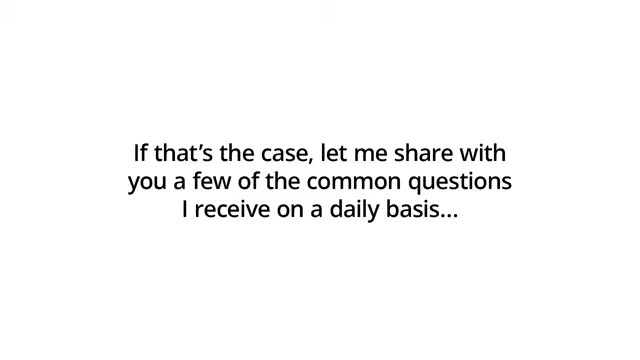 If that’s the case, let me share with
you a few of the common questions
I receive on a daily basis...